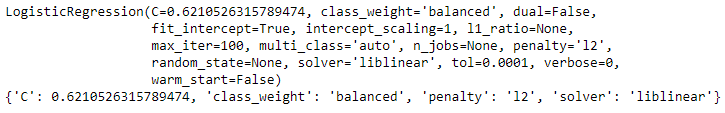 LogisticRegression(C=0.6210526315789474, class_weight='balanced', dual=False,
                   fit_intercept=True, intercept_scaling=1, l1_ratio=None,
                   max_iter=100, multi_class='auto', n_jobs=None, penalty='l2',
                   random_state=None, solver='liblinear', tol=0.0001, verbose=0,
                   warm_start=False)
{'C': 0.6210526315789474, 'class_weight': 'balanced', 'penalty': 'l2', 'solver': 'liblinear'}